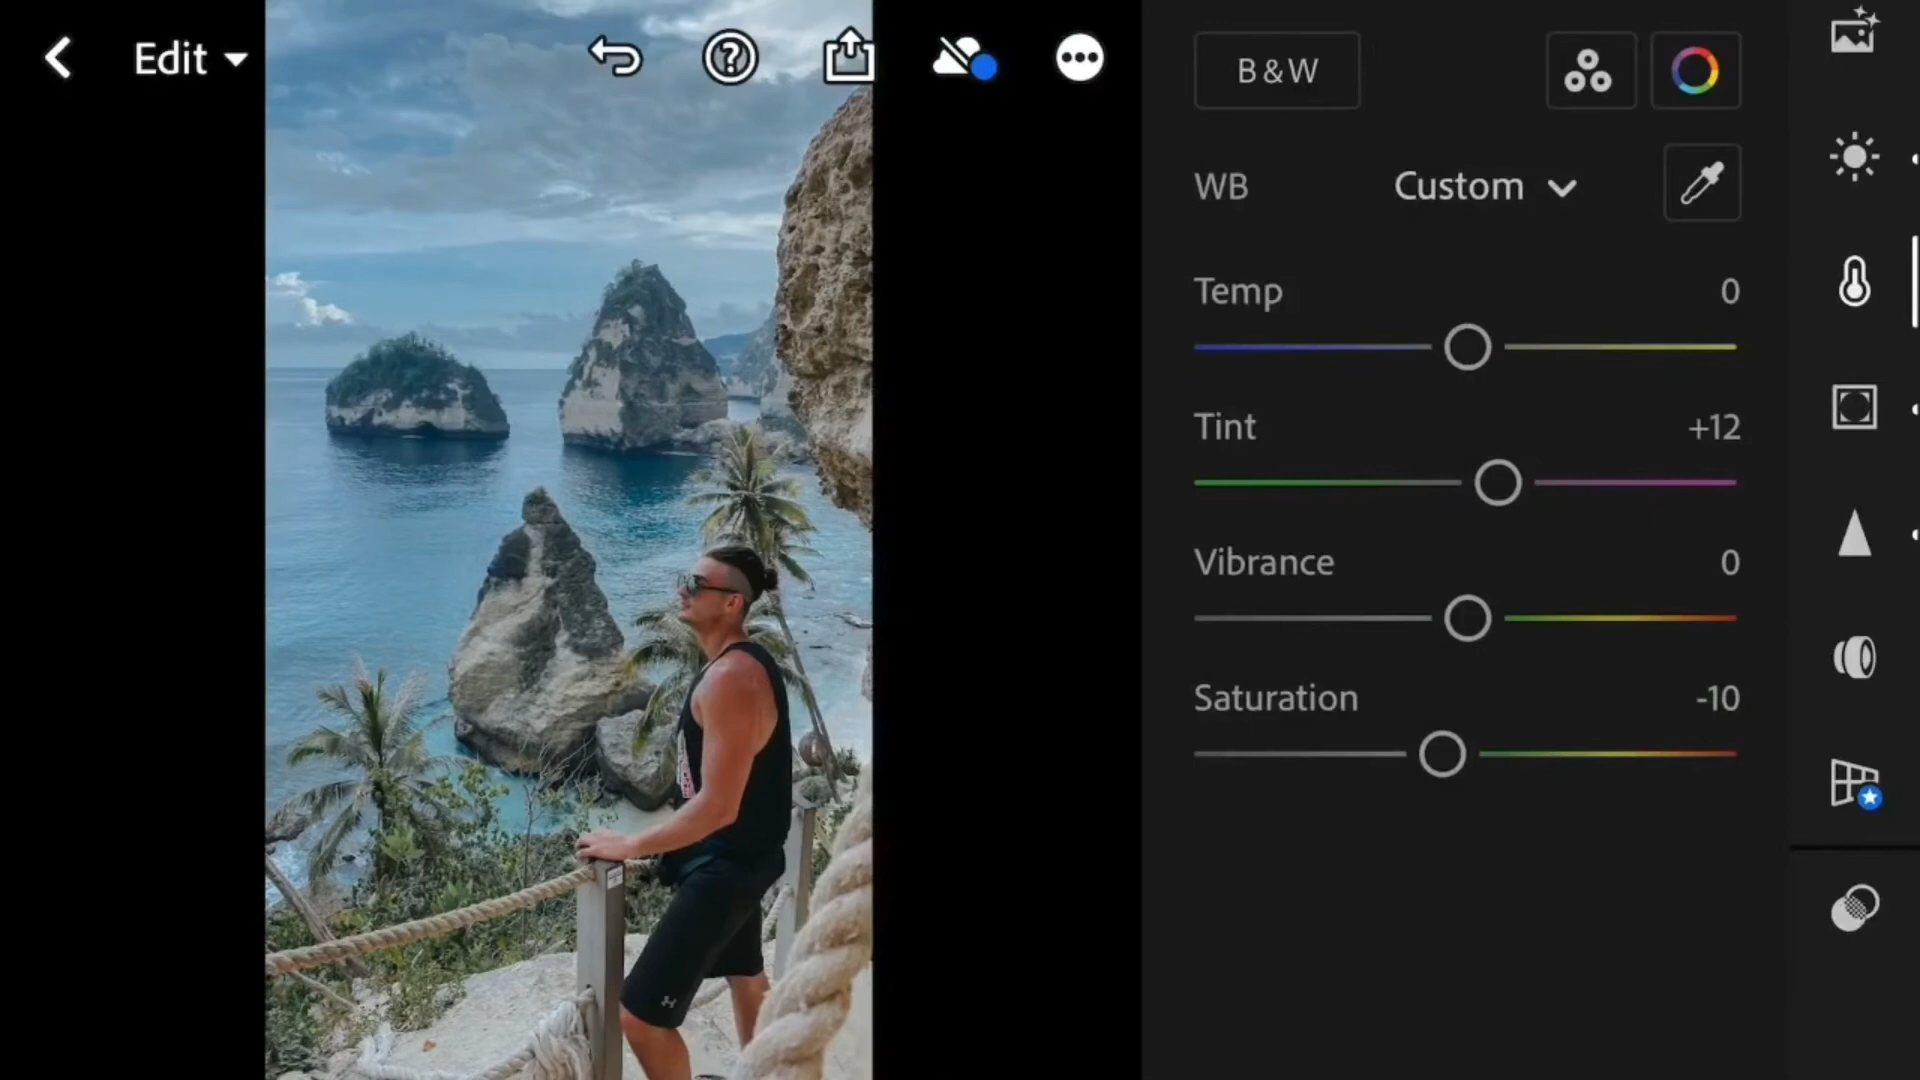 Edit
B&W
WB Custom
Temp 0
Tint +12
Vibrance 0
Saturation -10